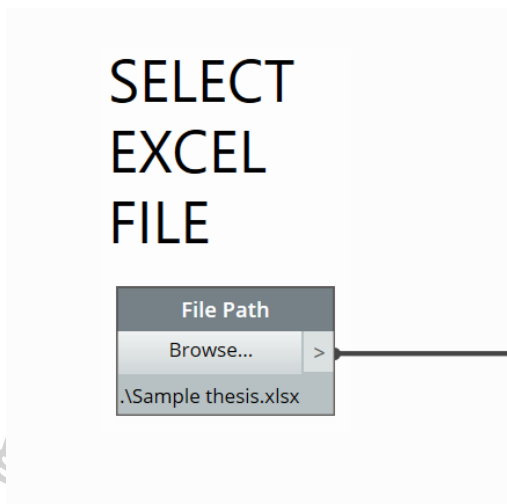 SELECT
EXCEL
FILE
File Path
Browse... >
.\Sample thesis.xlsx